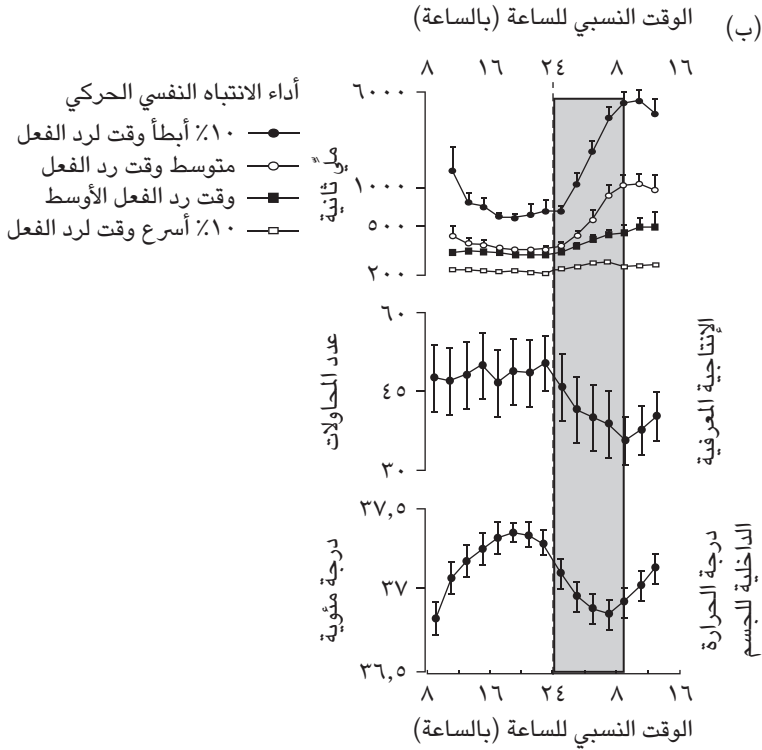 (ب)
الوقت النسبي للساعة (بالساعة)
٨ ١٦ ٢٤ ٨ ١٦
أداء الانتباه النفسي الحركي
١٠٪ أبطأ وقت لرد الفعل
متوسط وقت رد الفعل
وقت رد الفعل الأوسط
١٠٪ أسرع وقت لرد الفعل
ملِّي ثانية
٦٠٠٠
١٠٠٠
٥٠٠
٢٠٠
عدد المحاولات
٦٠
٤٥
٣٠
الإنتاجية المعرفية
درجة مئوية
٣٧,٥
٣٧
٣٦,٥
درجة الحرارة
الداخلية للجسم
٨ ١٦ ٢٤ ٨ ١٦
الوقت النسبي للساعة (بالساعة)